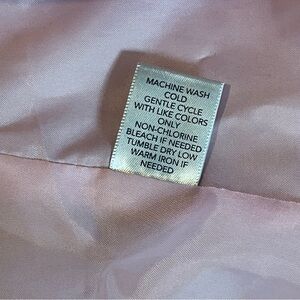 MACHINE WASH
COLD
GENTLE CYCLE
WITH LIKE COLORS
ONLY
NON-CHLORINE
BLEACH IF NEEDED
TUMBLE DRY LOW
WARM IRON IF
NEEDED